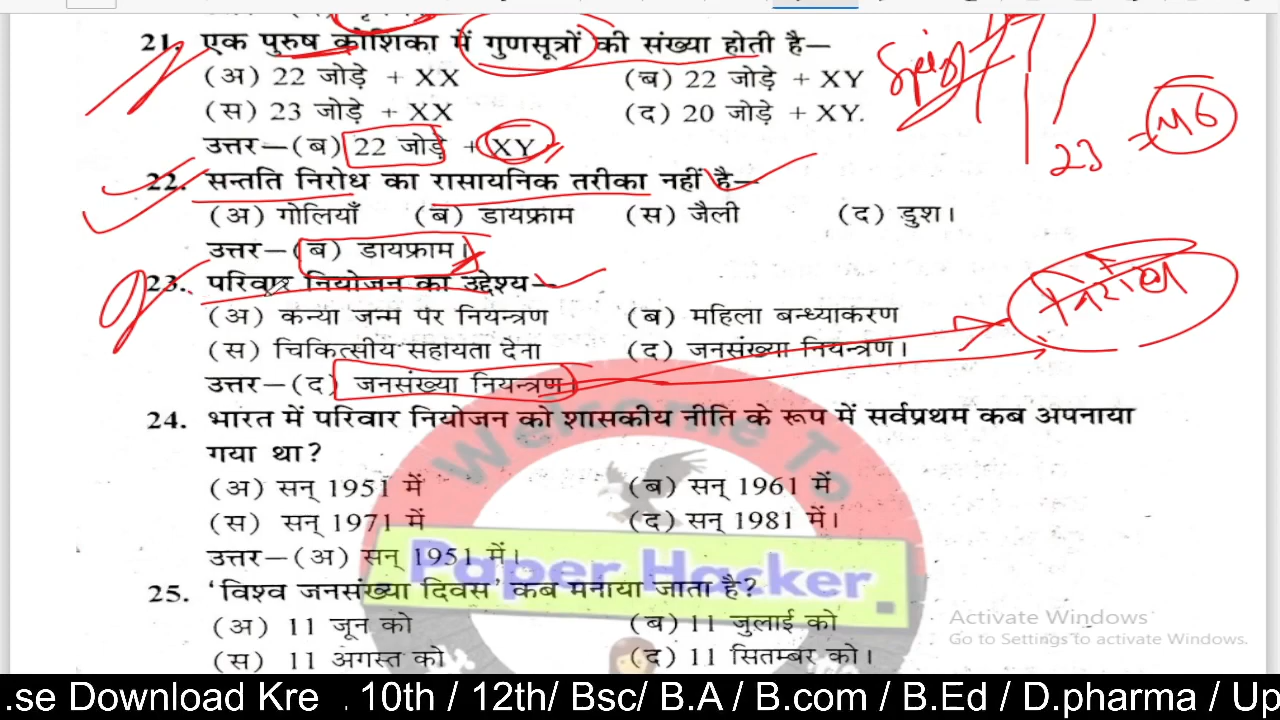 21. एक पुरुष कोशिका में गुणसूत्रों की संख्या होती है—
(अ) 22 जोड़े + XX (ब) 22 जोड़े + XY
(स) 23 जोड़े + XX (द) 20 जोड़े + XY.
उत्तर—(ब) 22 जोड़े + XY
23 = 46
22. सन्तति निरोध का रासायनिक तरीका नहीं है—
(अ) गोलियाँ (ब) डायफ्राम (स) जैली (द) डुश।
उत्तर—(ब) डायफ्राम।
23. परिवार नियोजन का उद्देश्य—
(अ) कन्या जन्म पर नियन्त्रण (ब) महिला बन्ध्याकरण
(स) चिकित्सीय सहायता देना (द) जनसंख्या नियन्त्रण।
उत्तर—(द) जनसंख्या नियन्त्रण
24. भारत में परिवार नियोजन को शासकीय नीति के रूप में सर्वप्रथम कब अपनाया
गया था?
(अ) सन् 1951 में (ब) सन् 1961 में
(स) सन् 1971 में (द) सन् 1981 में।
उत्तर—(अ) सन् 1951 में।
Welcome To
Paper Hacker
25. ‘विश्व जनसंख्या दिवस’ कब मनाया जाता है?
(अ) 11 जून को (ब) 11 जुलाई को
(स) 11 अगस्त को (द) 11 सितम्बर को।
Activate Windows
Go to Settings to activate Windows.
.se Download Kre . 10th / 12th/ Bsc/ B.A / B.com / B.Ed / D.pharma / Up